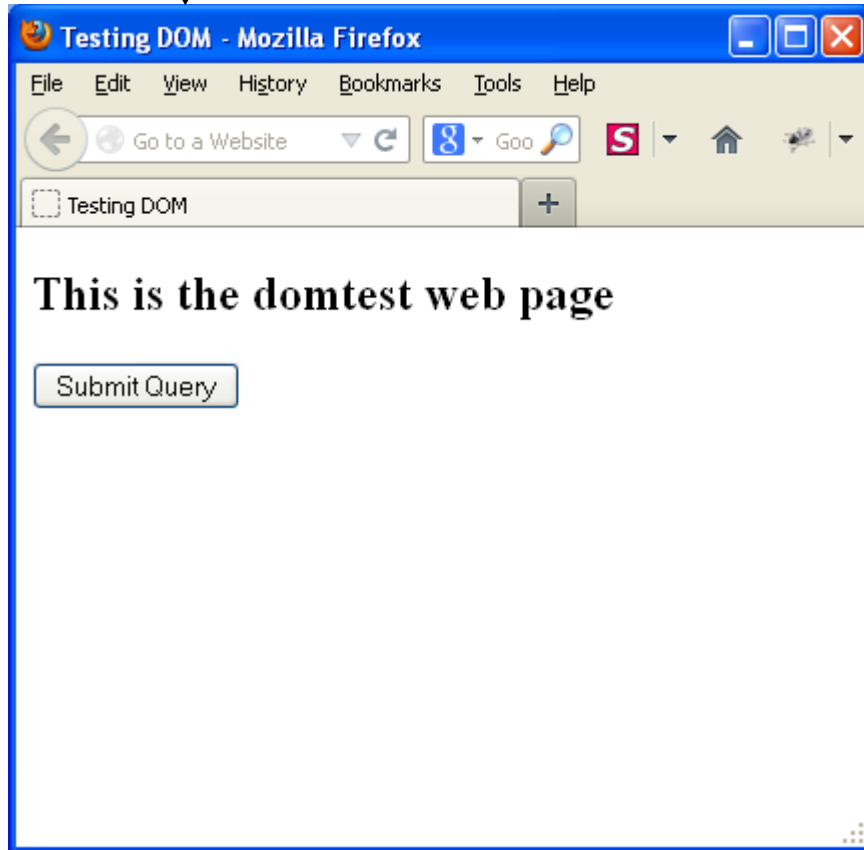 Testing DOM - Mozilla Firefox
File Edit View History Bookmarks Tools Help
Go to a Website 8 Goo S
Testing DOM +
This is the domtest web page
Submit Query